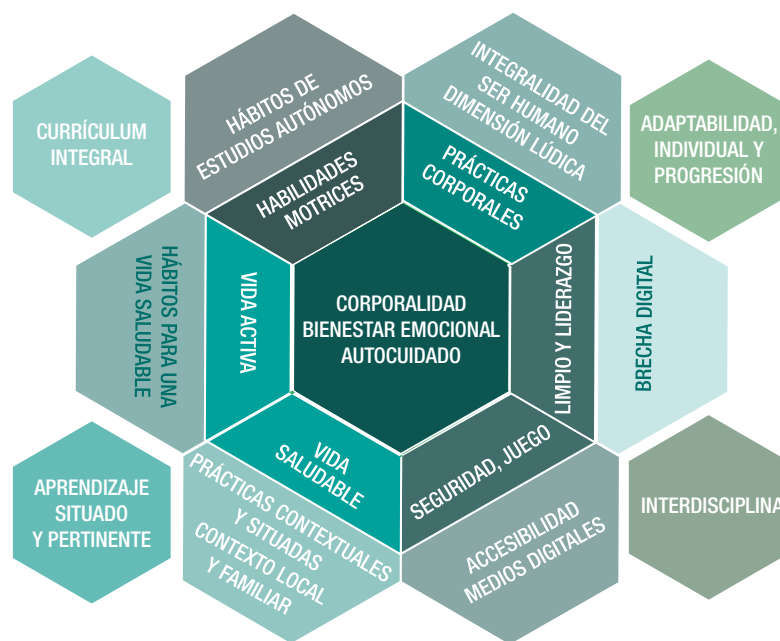 HÁBITOS DE
ESTUDIOS AUTÓNOMOS
INTEGRALIDAD DEL
SER HUMANO
DIMENSIÓN LÚDICA
CURRÍCULUM
INTEGRAL
ADAPTABILIDAD,
INDIVIDUAL Y
PROGRESIÓN
HABILIDADES
MOTRICES
PRÁCTICAS
CORPORALES
HÁBITOS PARA UNA
VIDA SALUDABLE
VIDA ACTIVA
CORPORALIDAD
BIENESTAR EMOCIONAL
AUTOCUIDADO
LIMPIO Y LIDERAZGO
BRECHA DIGITAL
VIDA
SALUDABLE
SEGURIDAD, JUEGO
APRENDIZAJE
SITUADO
Y PERTINENTE
PRÁCTICAS CONTEXTUALES
Y SITUADAS
CONTEXTO LOCAL
Y FAMILIAR
ACCESIBILIDAD
MEDIOS DIGITALES
INTERDISCIPLINA